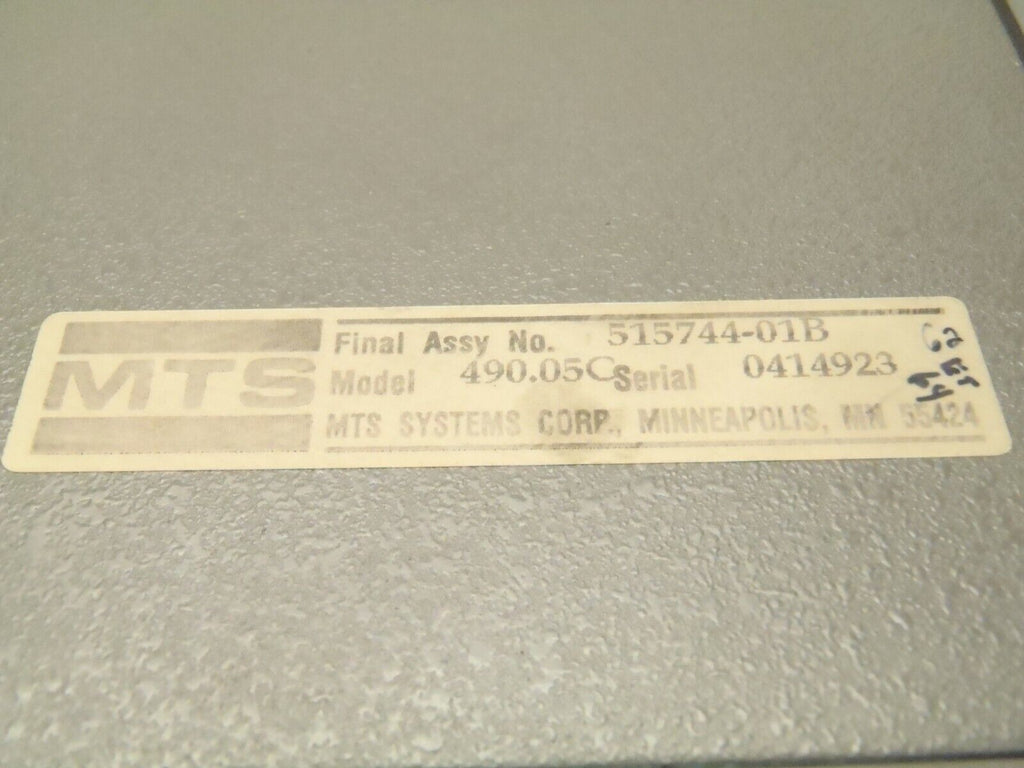 MTS
Final Assy No. 515744-01B
Model 490.05C Serial 0414923
MTS SYSTEMS CORP., MINNEAPOLIS, MN 55424